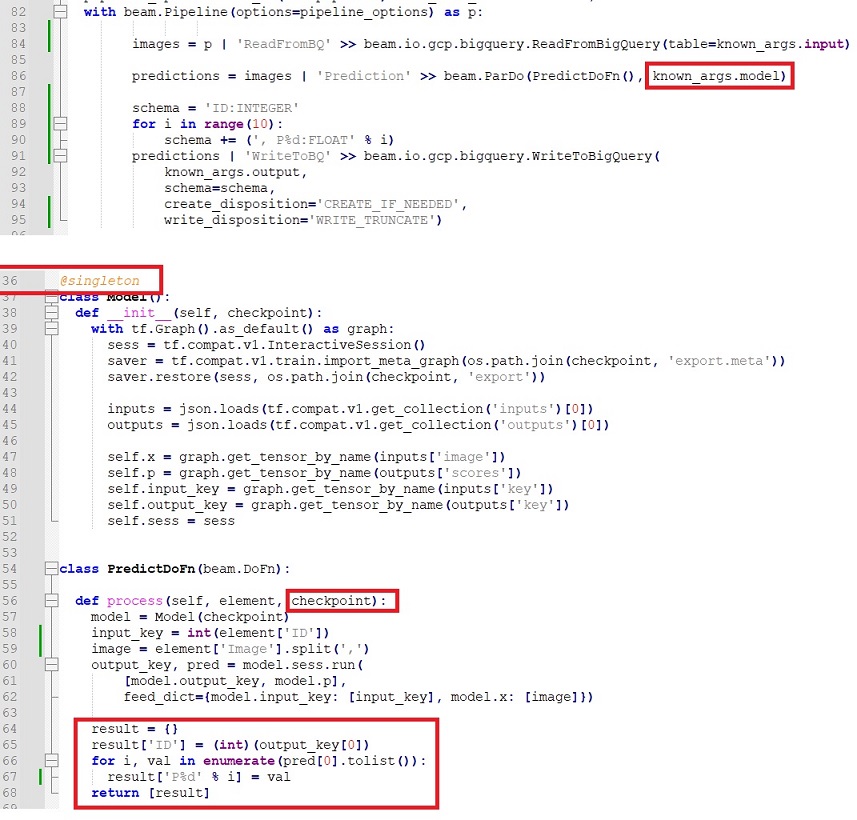 82 with beam.Pipeline(options=pipeline_options) as p:
83
84 images = p | 'ReadFromBQ' >> beam.io.gcp.bigquery.ReadFromBigQuery(table=known_args.input)
85
86 predictions = images | 'Prediction' >> beam.ParDo(PredictDoFn(), known_args.model)
87
88 schema = 'ID:INTEGER'
89 for i in range(10):
90 schema += (', P%d:FLOAT' % i)
91 predictions | 'WriteToBQ' >> beam.io.gcp.bigquery.WriteToBigQuery(
92 known_args.output,
93 schema=schema,
94 create_disposition='CREATE_IF_NEEDED',
95 write_disposition='WRITE_TRUNCATE')
36 @singleton
37 class Model():
38 def __init__(self, checkpoint):
39 with tf.Graph().as_default() as graph:
40 sess = tf.compat.v1.InteractiveSession()
41 saver = tf.compat.v1.train.import_meta_graph(os.path.join(checkpoint, 'export.meta'))
42 saver.restore(sess, os.path.join(checkpoint, 'export'))
43
44 inputs = json.loads(tf.compat.v1.get_collection('inputs')[0])
45 outputs = json.loads(tf.compat.v1.get_collection('outputs')[0])
46
47 self.x = graph.get_tensor_by_name(inputs['image'])
48 self.p = graph.get_tensor_by_name(outputs['scores'])
49 self.input_key = graph.get_tensor_by_name(inputs['key'])
50 self.output_key = graph.get_tensor_by_name(outputs['key'])
51 self.sess = sess
52
53
54 class PredictDoFn(beam.DoFn):
55
56 def process(self, element, checkpoint):
57 model = Model(checkpoint)
58 input_key = int(element['ID'])
59 image = element['Image'].split(',')
60 output_key, pred = model.sess.run(
61 [model.output_key, model.p],
62 feed_dict={model.input_key: [input_key], model.x: [image]})
63
64 result = {}
65 result['ID'] = (int)(output_key[0])
66 for i, val in enumerate(pred[0].tolist()):
67 result['P%d' % i] = val
68 return [result]